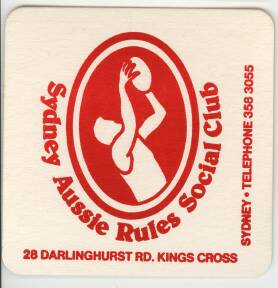 Sydney Aussie Rules Social Club
28 DARLINGHURST RD. KINGS CROSS
SYDNEY • TELEPHONE 358 3055